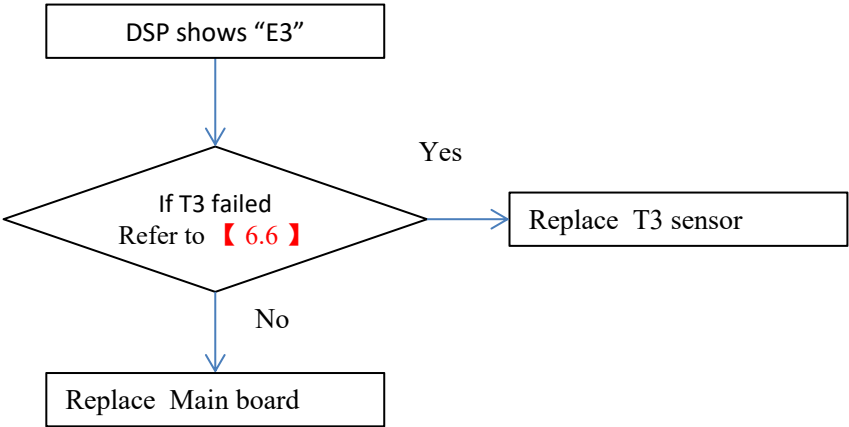 DSP shows “E3”
Yes
If T3 failed
Refer to 【 6.6 】
Replace T3 sensor
No
Replace Main board